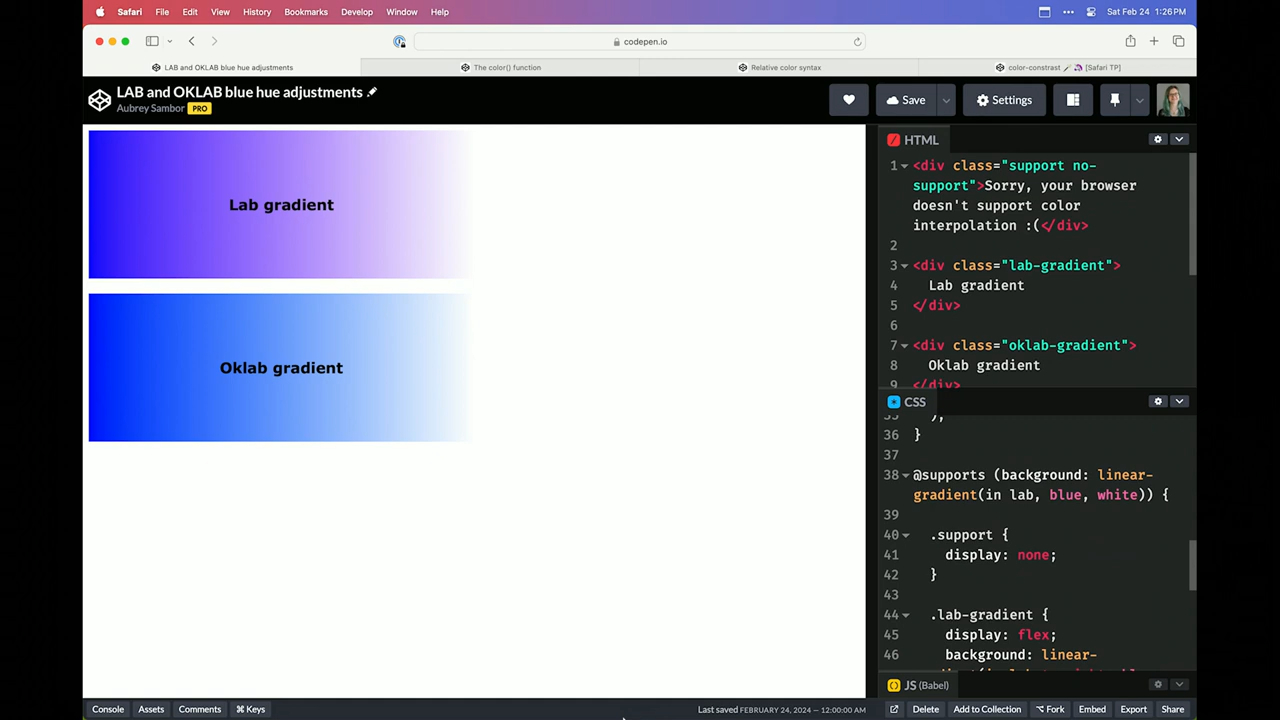 Safari File Edit View History Bookmarks Develop Window Help Sat Feb 24 1:26 PM
codepen.io
LAB and OKLAB blue hue adjustments The color() function Relative color syntax color-constrast 🪄 🦄 [Safari TP]
LAB and OKLAB blue hue adjustments
Aubrey Sambor PRO
Save Settings
Lab gradient
Oklab gradient
HTML
1 <div class="support no-
support">Sorry, your browser
doesn't support color
interpolation :(</div>
2
3 <div class="lab-gradient">
4 Lab gradient
5 </div>
6
7 <div class="oklab-gradient">
8 Oklab gradient
9 </div>
CSS
35 );
36 }
37
38 @supports (background: linear-
gradient(in lab, blue, white)) {
39
40 .support {
41 display: none;
42 }
43
44 .lab-gradient {
45 display: flex;
46 background: linear-
JS (Babel)
Console Assets Comments ⌘ Keys Last saved FEBRUARY 24, 2024 — 12:00:00 AM Delete Add to Collection Fork Embed Export Share